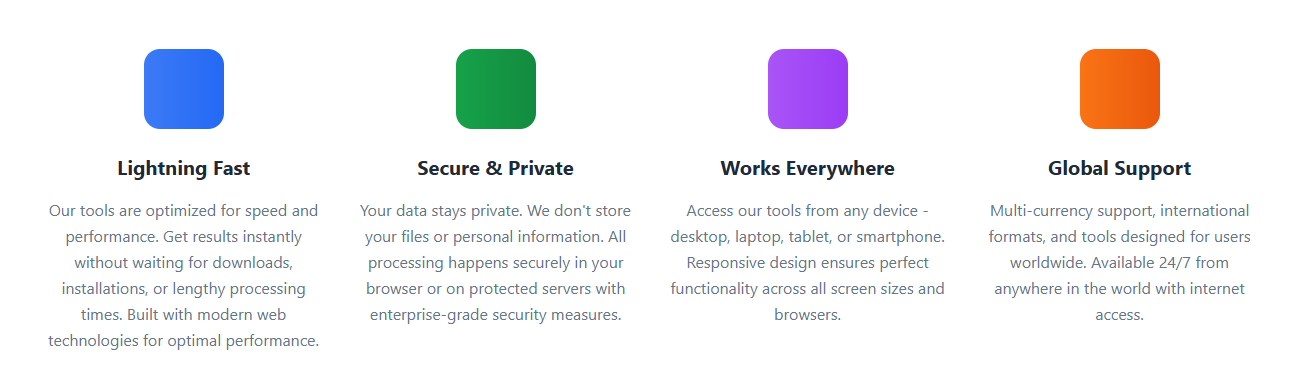 Lightning Fast
Our tools are optimized for speed and
performance. Get results instantly
without waiting for downloads,
installations, or lengthy processing
times. Built with modern web
technologies for optimal performance.
Secure & Private
Your data stays private. We don't store
your files or personal information. All
processing happens securely in your
browser or on protected servers with
enterprise-grade security measures.
Works Everywhere
Access our tools from any device -
desktop, laptop, tablet, or smartphone.
Responsive design ensures perfect
functionality across all screen sizes and
browsers.
Global Support
Multi-currency support, international
formats, and tools designed for users
worldwide. Available 24/7 from
anywhere in the world with internet
access.